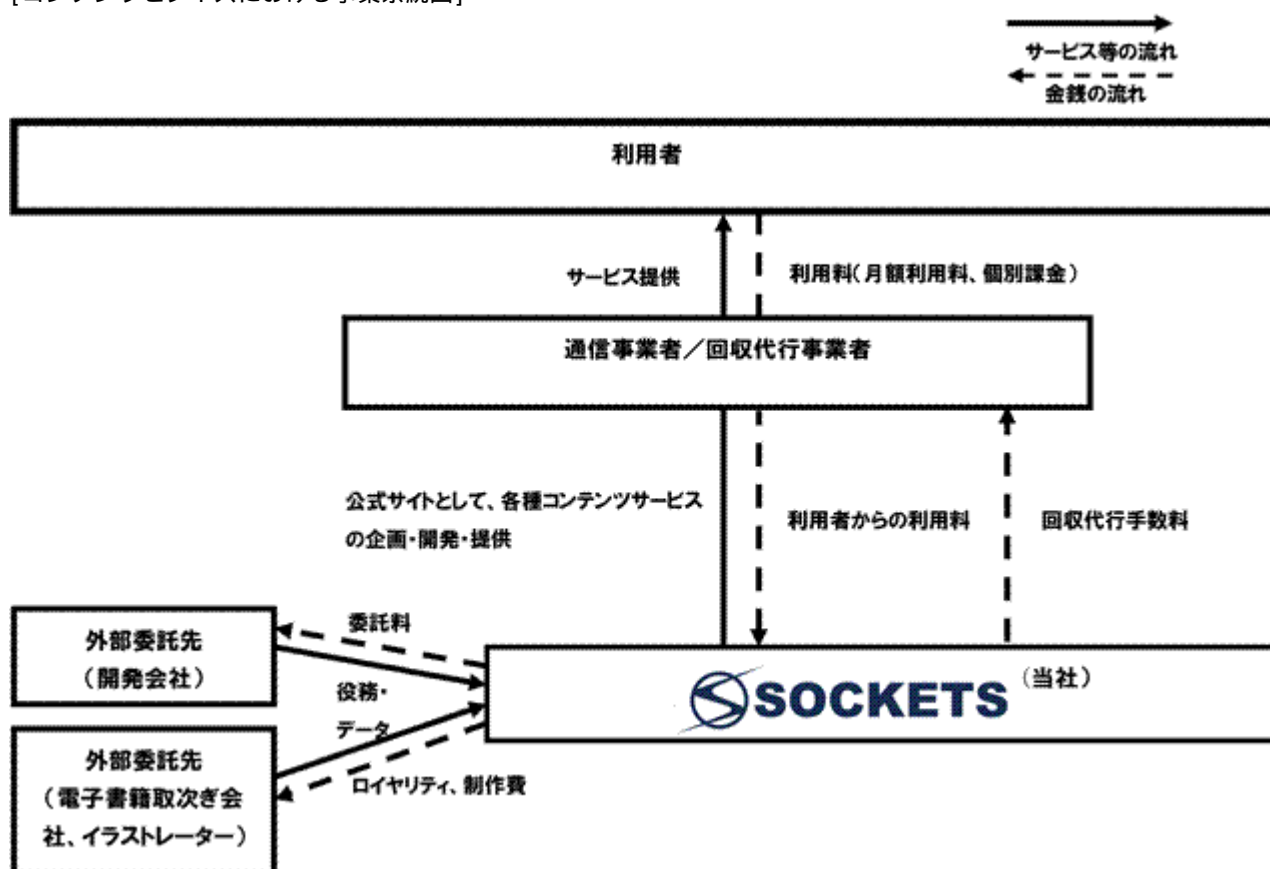 サービス等の流れ
金銭の流れ
利用者
サービス提供
利用料(月額利用料、個別課金)
通信事業者/回収代行事業者
公式サイトとして、各種コンテンツサービス
の企画・開発・提供
利用者からの利用料
回収代行手数料
外部委託先
(開発会社)
委託料
役務・
データ
SOCKETS
(当社)
外部委託先
(電子書籍取次ぎ会
社、イラストレーター)
ロイヤリティ、制作費